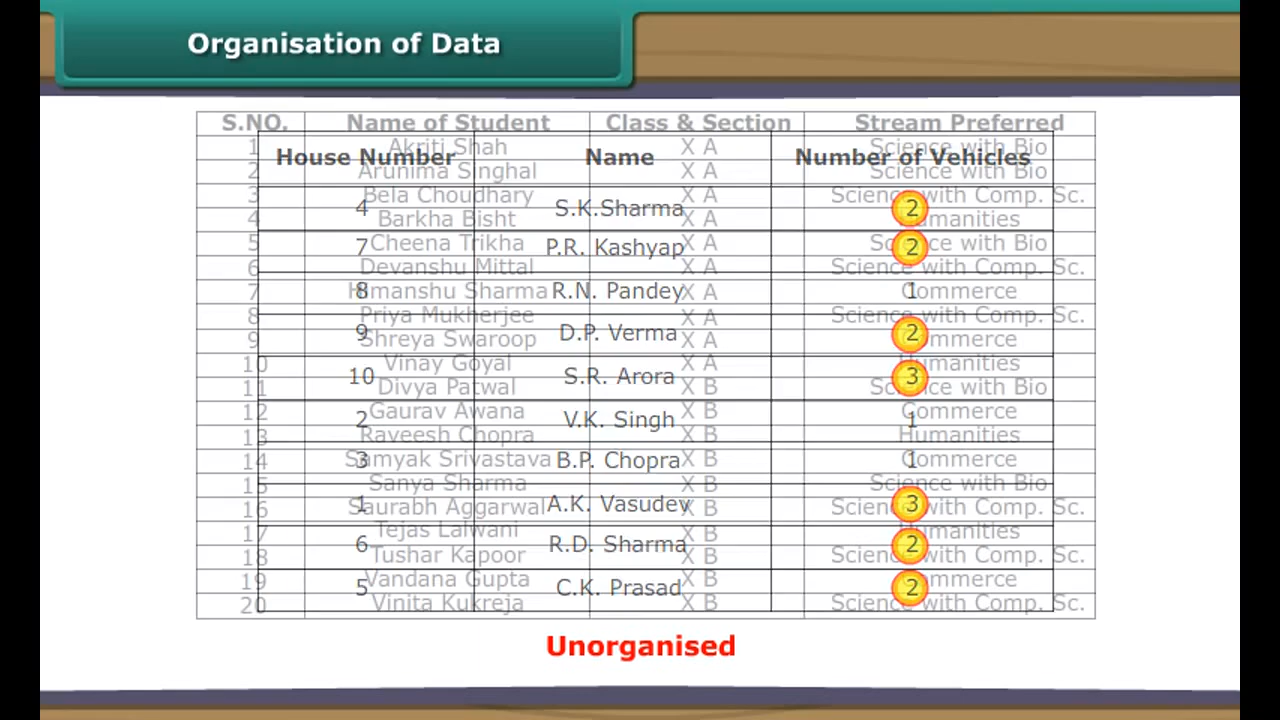 Organisation of Data
S.NO. Name of Student Class & Section Stream Preferred
1 Akriti Shah X A Science with Bio
House Number Name Number of Vehicles
2 Arunima Singhal X A Science with Bio
3 Bela Choudhary X A Science with Comp. Sc.
4 S.K.Sharma 2
4 Barkha Bisht X A Humanities
5 Cheena Trikha X A Science with Bio
7 P.R. Kashyap 2
6 Devanshu Mittal X A Science with Comp. Sc.
7 Himanshu Sharma X A Commerce
8 R.N. Pandey 1
8 Priya Mukherjee X A Science with Comp. Sc.
9 D.P. Verma 2
9 Shreya Swaroop X A Commerce
10 Vinay Goyal X A Humanities
10 S.R. Arora 3
11 Divya Patwal X B Science with Bio
12 Gaurav Awana X B Commerce
2 V.K. Singh 1
13 Raveesh Chopra X B Humanities
14 Samyak Srivastava X B Commerce
3 B.P. Chopra 1
15 Sanya Sharma X B Science with Bio
1 A.K. Vasudev 3
16 Saurabh Aggarwal X B Science with Comp. Sc.
17 Tejas Lalwani X B Humanities
6 R.D. Sharma 2
18 Tushar Kapoor X B Science with Comp. Sc.
19 Vandana Gupta X B Commerce
5 C.K. Prasad 2
20 Vinita Kukreja X B Science with Comp. Sc.
Unorganised